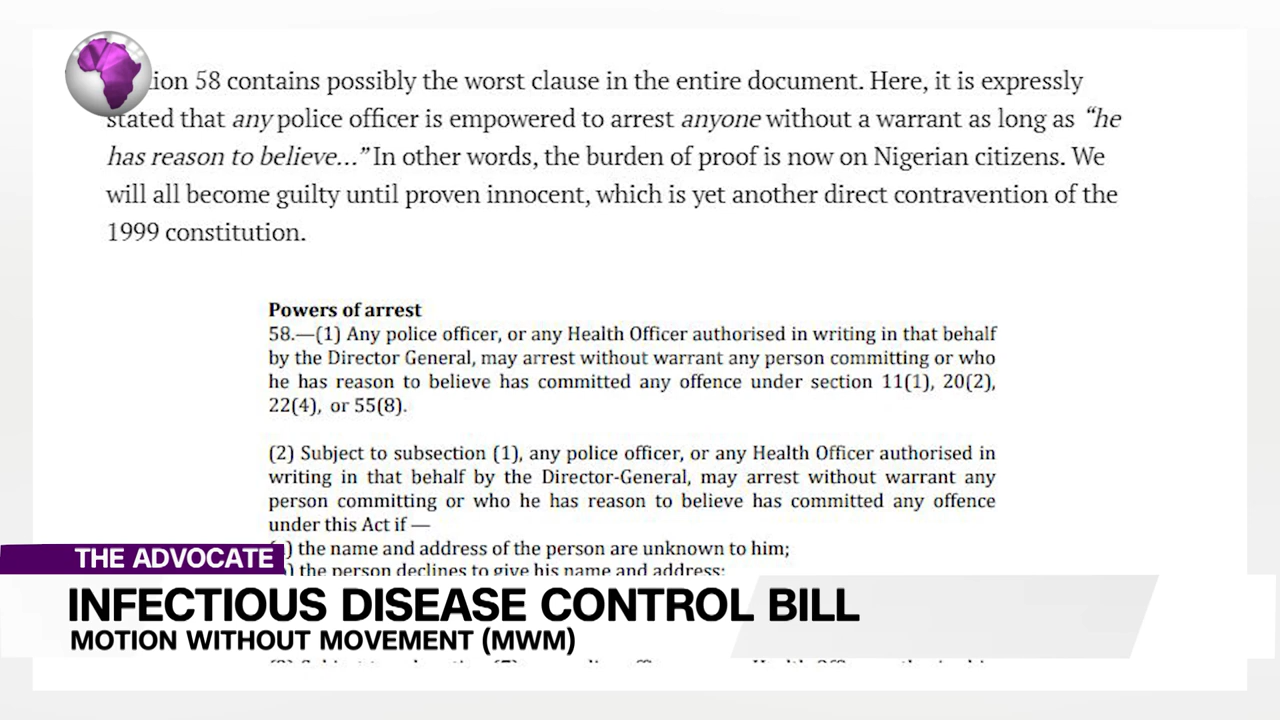 ion 58 contains possibly the worst clause in the entire document. Here, it is expressly
stated that any police officer is empowered to arrest anyone without a warrant as long as “he
has reason to believe…” In other words, the burden of proof is now on Nigerian citizens. We
will all become guilty until proven innocent, which is yet another direct contravention of the
1999 constitution.
Powers of arrest
58.—(1) Any police officer, or any Health Officer authorised in writing in that behalf
by the Director General, may arrest without warrant any person committing or who
he has reason to believe has committed any offence under section 11(1), 20(2),
22(4), or 55(8).
(2) Subject to subsection (1), any police officer, or any Health Officer authorised in
writing in that behalf by the Director-General, may arrest without warrant any
person committing or who he has reason to believe has committed any offence
under this Act if —
) the name and address of the person are unknown to him;
) the person declines to give his name and address;
THE ADVOCATE
INFECTIOUS DISEASE CONTROL BILL
MOTION WITHOUT MOVEMENT (MWM)